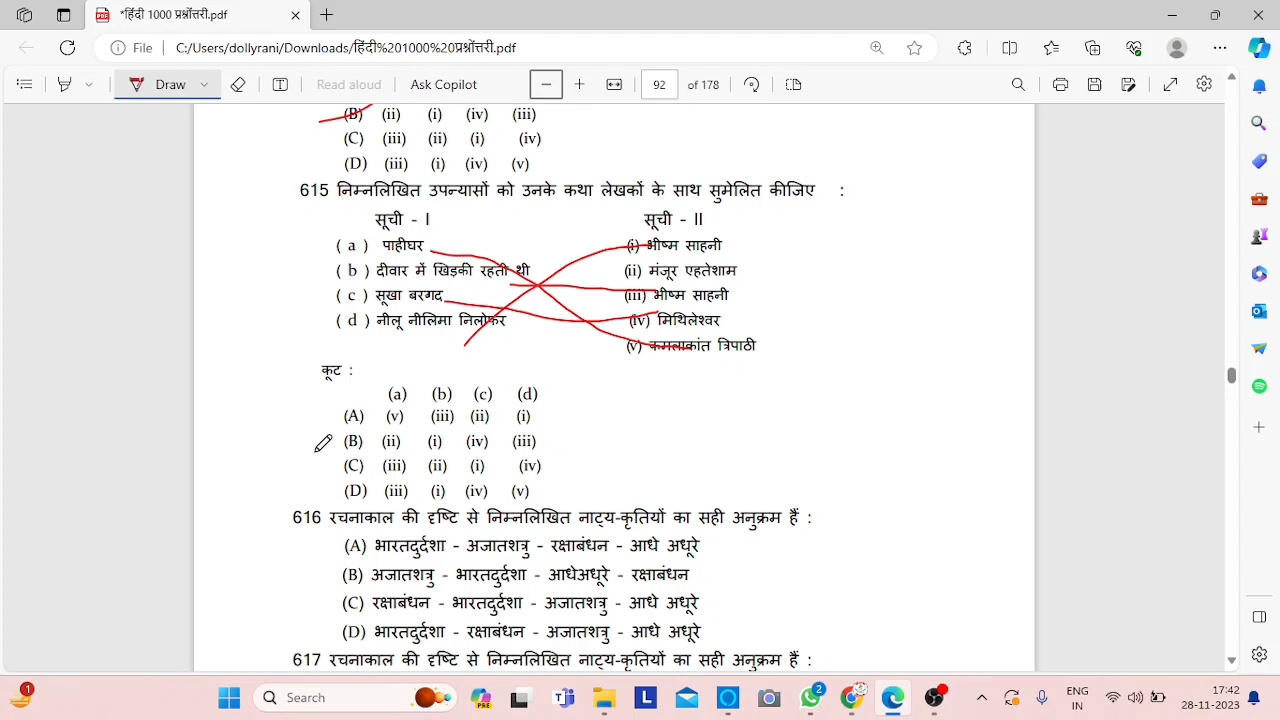 *हिंदी 1000 प्रश्नोंत्तरी.pdf
File C:/Users/dollyrani/Downloads/हिंदी%201000%20प्रश्नोंत्तरी.pdf
Draw Read aloud Ask Copilot 92 of 178
(B) (ii) (i) (iv) (iii)
(C) (iii) (ii) (i) (iv)
(D) (iii) (i) (iv) (v)
615 निम्नलिखित उपन्यासों को उनके कथा लेखकों के साथ सुमेलित कीजिए :
सूची - I सूची - II
( a ) पाहीघर (i) भीष्म साहनी
( b ) दीवार में खिड़की रहती थी (ii) मंजूर एहतेशाम
( c ) सूखा बरगद (iii) भीष्म साहनी
( d ) नीलू नीलिमा निलोफर (iv) मिथिलेश्वर
(v) कमलाकांत त्रिपाठी
कूट :
(a) (b) (c) (d)
(A) (v) (iii) (ii) (i)
(B) (ii) (i) (iv) (iii)
(C) (iii) (ii) (i) (iv)
(D) (iii) (i) (iv) (v)
616 रचनाकाल की दृष्टि से निम्नलिखित नाट्य-कृतियों का सही अनुक्रम हैं :
(A) भारतदुर्दशा - अजातशत्रु - रक्षाबंधन - आधे अधूरे
(B) अजातशत्रु - भारतदुर्दशा - आधेअधूरे - रक्षाबंधन
(C) रक्षाबंधन - भारतदुर्दशा - अजातशत्रु - आधे अधूरे
(D) भारतदुर्दशा - रक्षाबंधन - अजातशत्रु - आधे अधूरे
617 रचनाकाल की दृष्टि से निम्नलिखित नाट्य-कृतियों का सही अनुक्रम हैं :
1 Search PRE L 2 ENG IN 17:42 28-11-2023